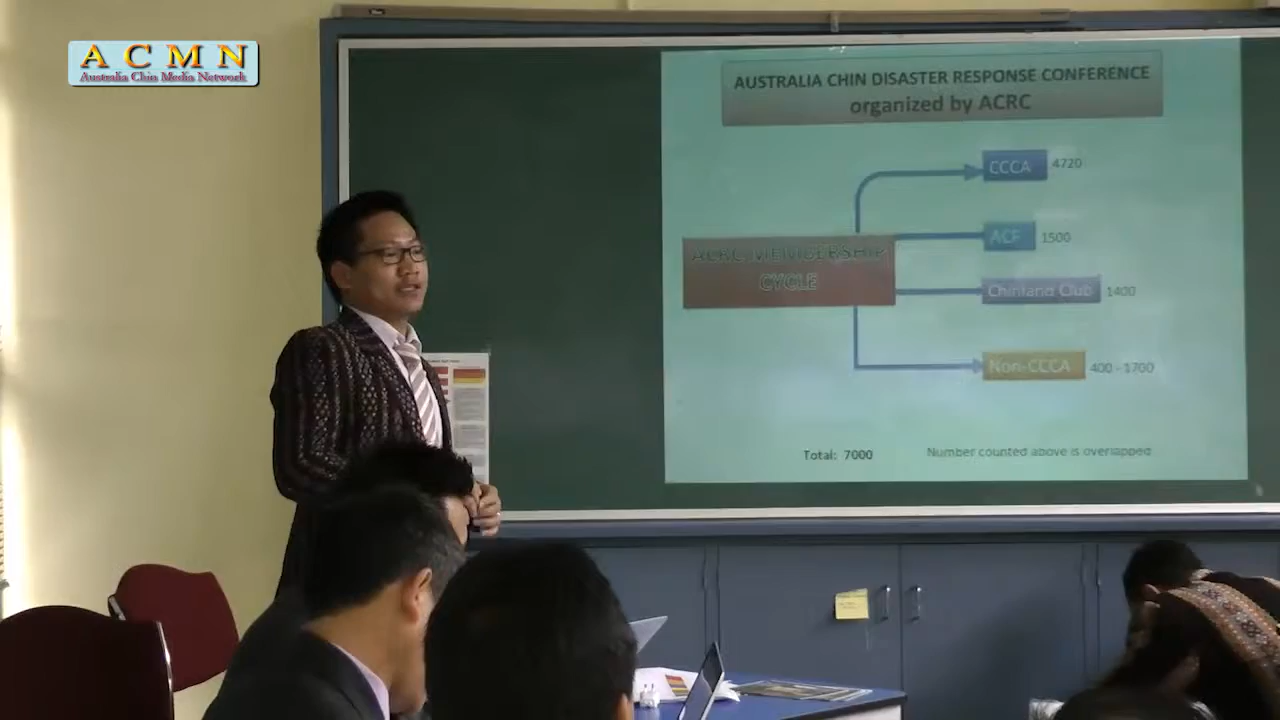 ACMN
Australia Chin Media Network
AUSTRALIA CHIN DISASTER RESPONSE CONFERENCE
organized by ACRC
CCCA 4720
ACF 1500
ACRC MEMBERSHIP
CYCLE
Chinland Club 1400
Non-CCCA 400 - 1700
Total: 7000 Number counted above is overlapped